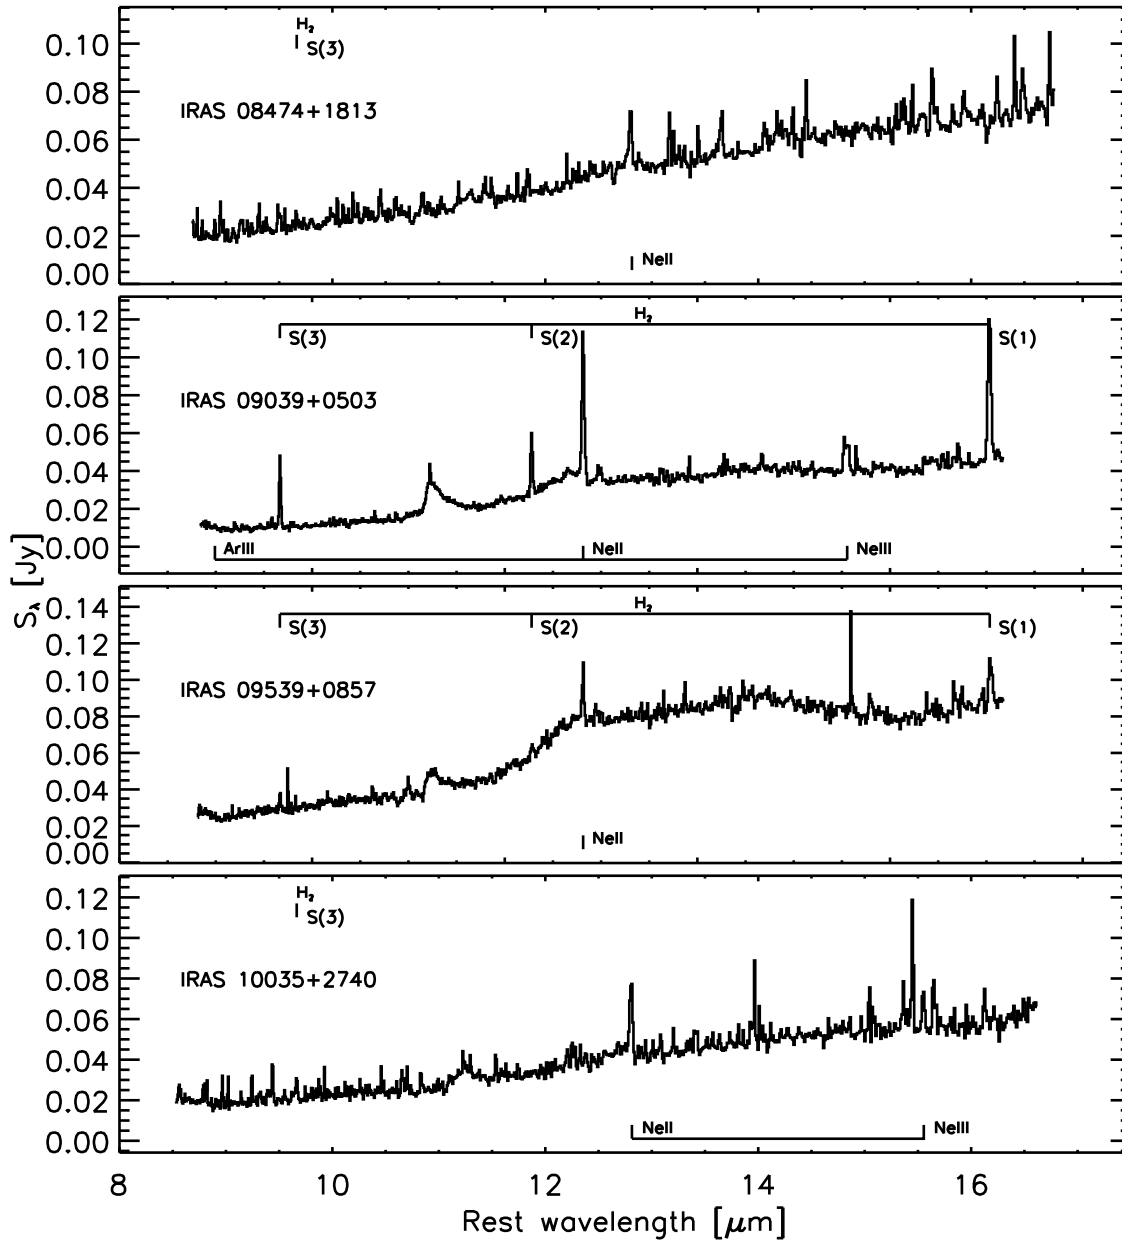 H₂
S(3)
0.10
IRAS 08474+1813
0.08
0.06
0.04
0.02
NeII
0.00
0.12
H₂
S(3)
S(2)
S(1)
0.10
IRAS 09039+0503
0.08
0.06
0.04
0.02
0.00
ArIII
NeII
NeIII
Sλ [Jy]
0.14
H₂
S(3)
S(2)
S(1)
0.12
IRAS 09539+0857
0.10
0.08
0.06
0.04
0.02
NeII
0.00
H₂
0.12
S(3)
0.10
IRAS 10035+2740
0.08
0.06
0.04
0.02
NeII
NeIII
0.00
8 10 12 14 16
Rest wavelength [μm]